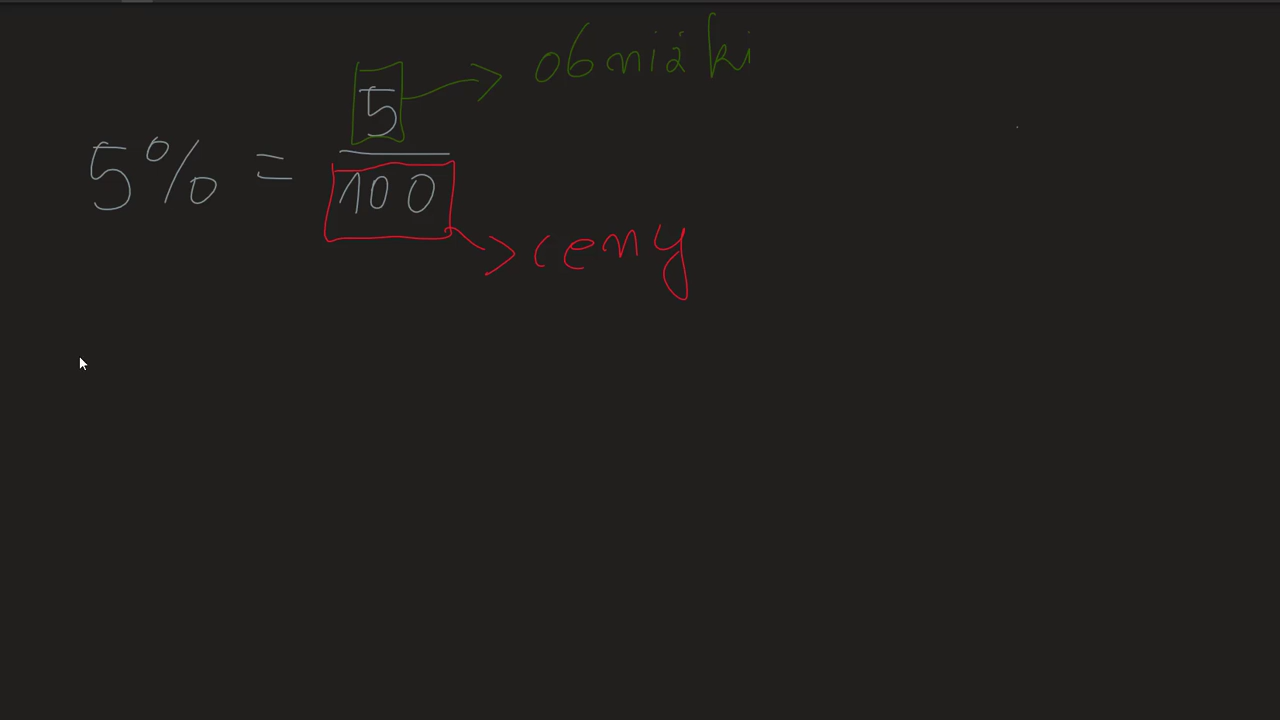 5 → obniżki
5% = ―
100 → ceny